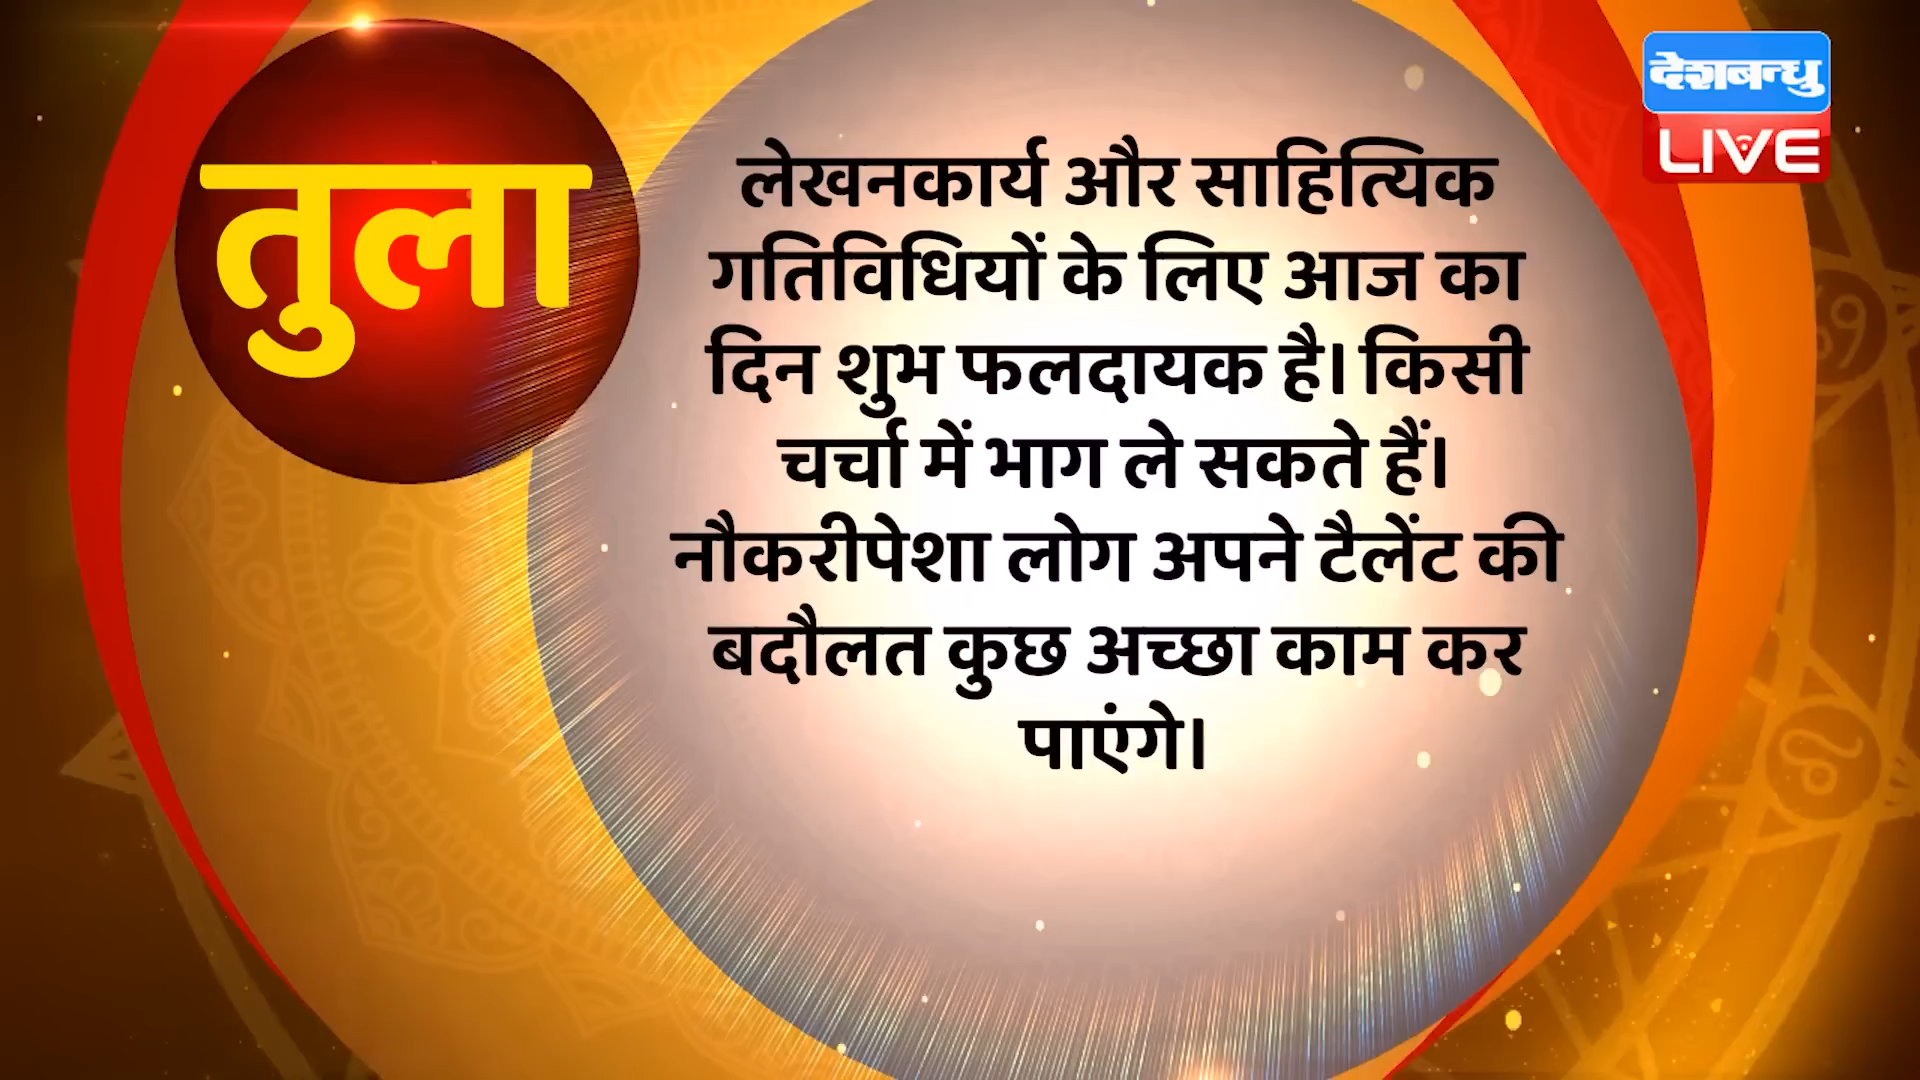 देशबन्धु
LIVE
तुला
लेखनकार्य और साहित्यिक
गतिविधियों के लिए आज का
दिन शुभ फलदायक है। किसी
चर्चा में भाग ले सकते हैं।
नौकरीपेशा लोग अपने टैलेंट की
बदौलत कुछ अच्छा काम कर
पाएंगे।